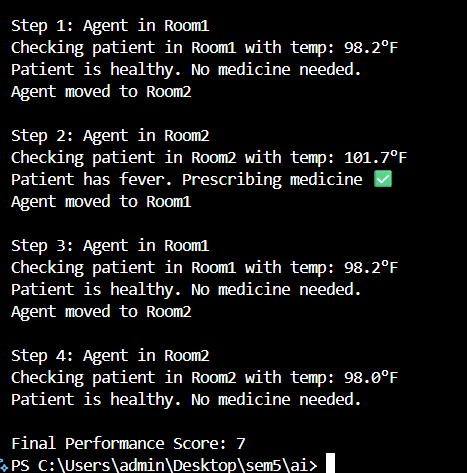 Step 1: Agent in Room1
Checking patient in Room1 with temp: 98.2°F
Patient is healthy. No medicine needed.
Agent moved to Room2
Step 2: Agent in Room2
Checking patient in Room2 with temp: 101.7°F
Patient has fever. Prescribing medicine ✅
Agent moved to Room1
Step 3: Agent in Room1
Checking patient in Room1 with temp: 98.2°F
Patient is healthy. No medicine needed.
Agent moved to Room2
Step 4: Agent in Room2
Checking patient in Room2 with temp: 98.0°F
Patient is healthy. No medicine needed.
Final Performance Score: 7
PS C:\Users\admin\Desktop\sem5\ai>